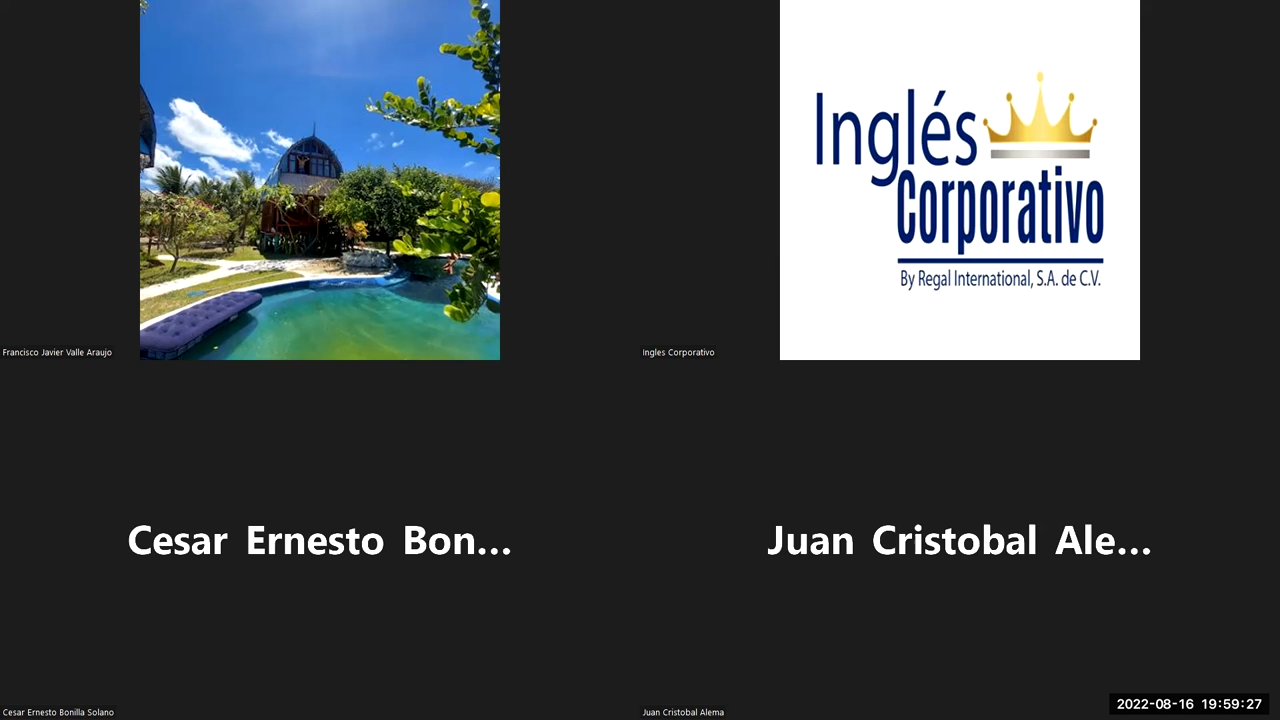 Inglés
Corporativo
By Regal International, S.A. de C.V.
Francisco Javier Valle Araujo
Ingles Corporativo
Cesar Ernesto Bon...
Juan Cristobal Ale...
Cesar Ernesto Bonilla Solano
Juan Cristobal Alema
2022-08-16 19:59:27